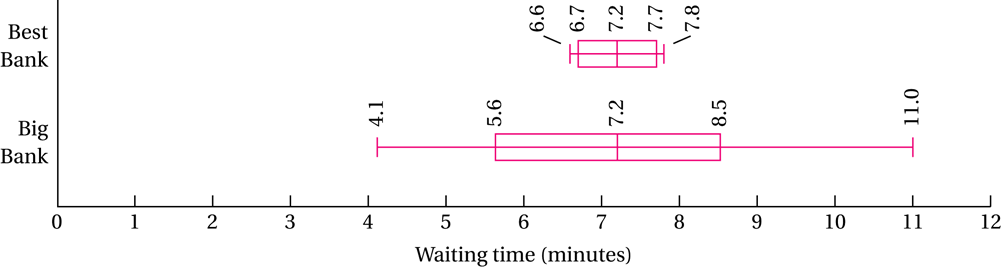 Best
Bank
6.6 6.7 7.2 7.7 7.8
Big
Bank
4.1 5.6 7.2 8.5 11.0
0 1 2 3 4 5 6 7 8 9 10 11 12
Waiting time (minutes)